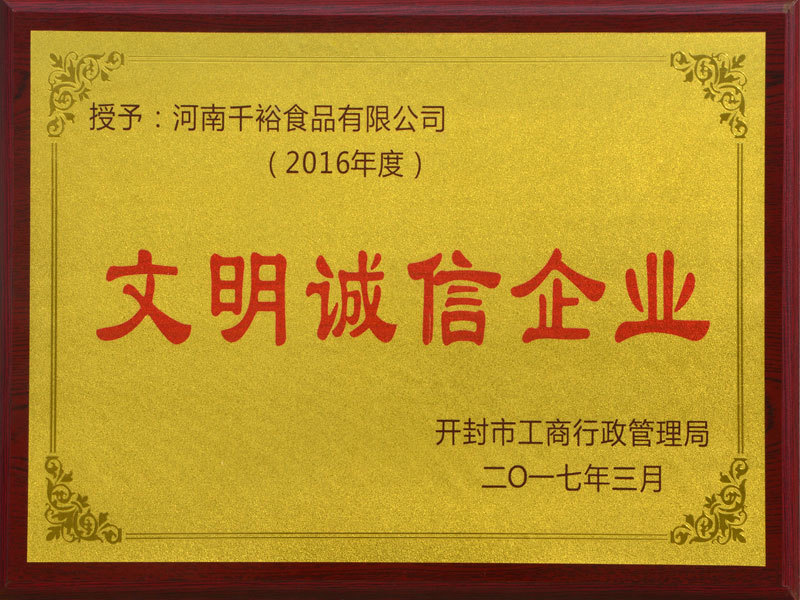 授予：河南千裕食品有限公司
（2016年度）
文明诚信企业
开封市工商行政管理局
二〇一七年三月